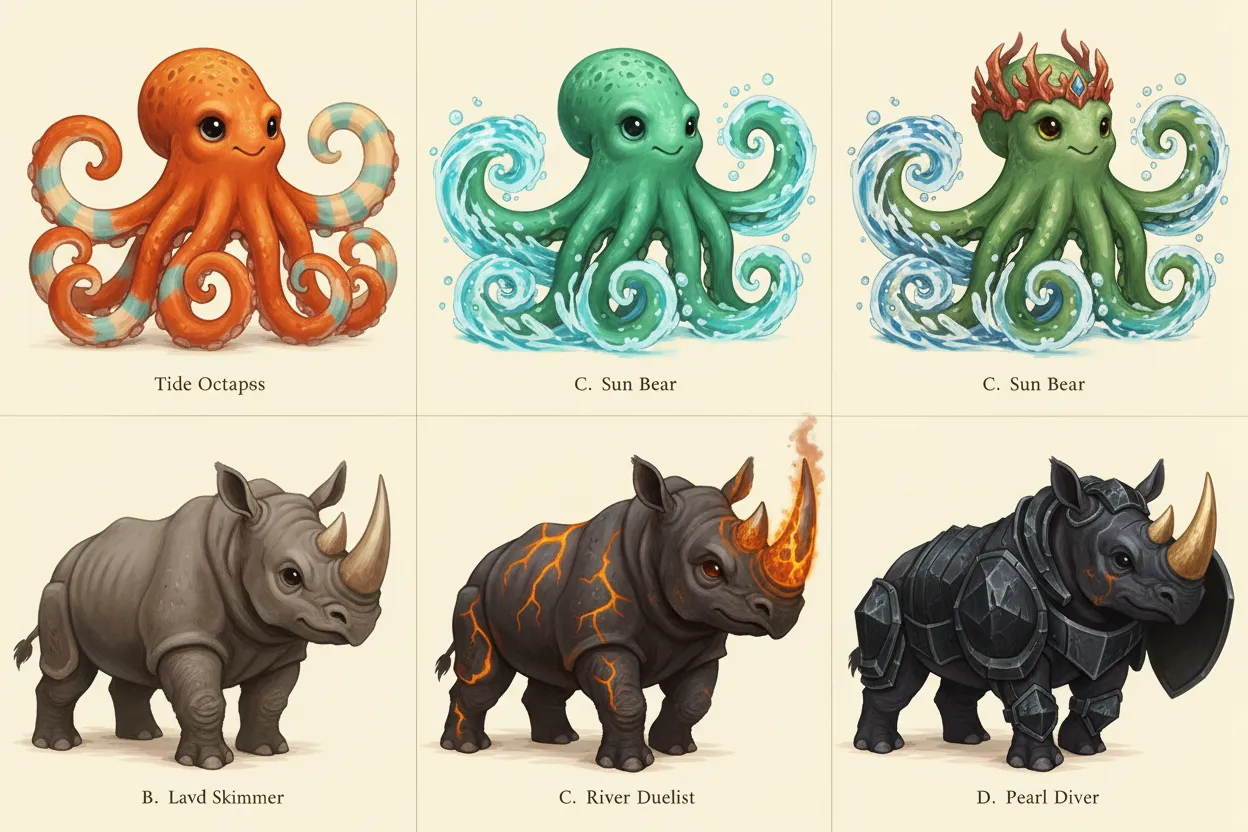 Tide Octapss
C. Sun Bear
C. Sun Bear
B. Lavd Skimmer
C. River Duelist
D. Pearl Diver